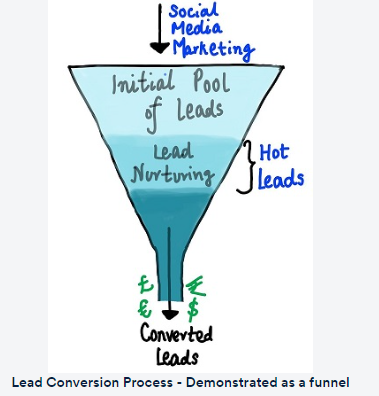 Social
Media
Marketing
Initial Pool
of Leads
Lead
Nurturing
Hot
Leads
£ €
£ $
Converted
Leads
Lead Conversion Process - Demonstrated as a funnel